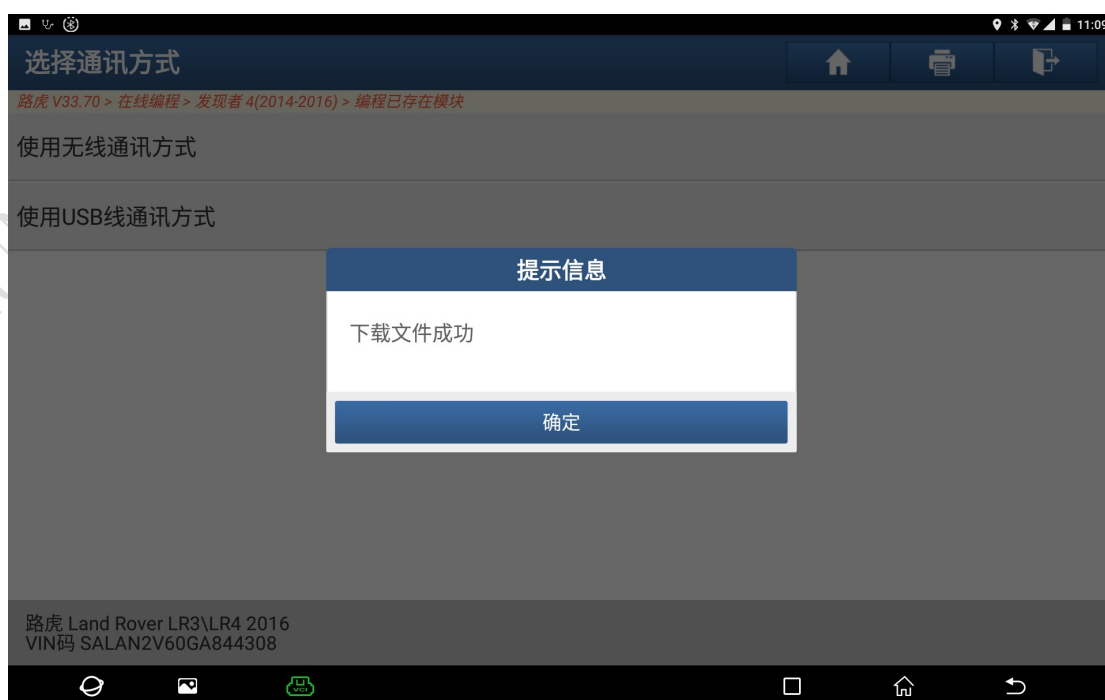 11:09
选择通讯方式
路虎 V33.70 > 在线编程 > 发现者 4(2014-2016) > 编程已存在模块
使用无线通讯方式
使用USB线通讯方式
提示信息
下载文件成功
确定
路虎 Land Rover LR3\LR4 2016
VIN码 SALAN2V60GA844308
VCI